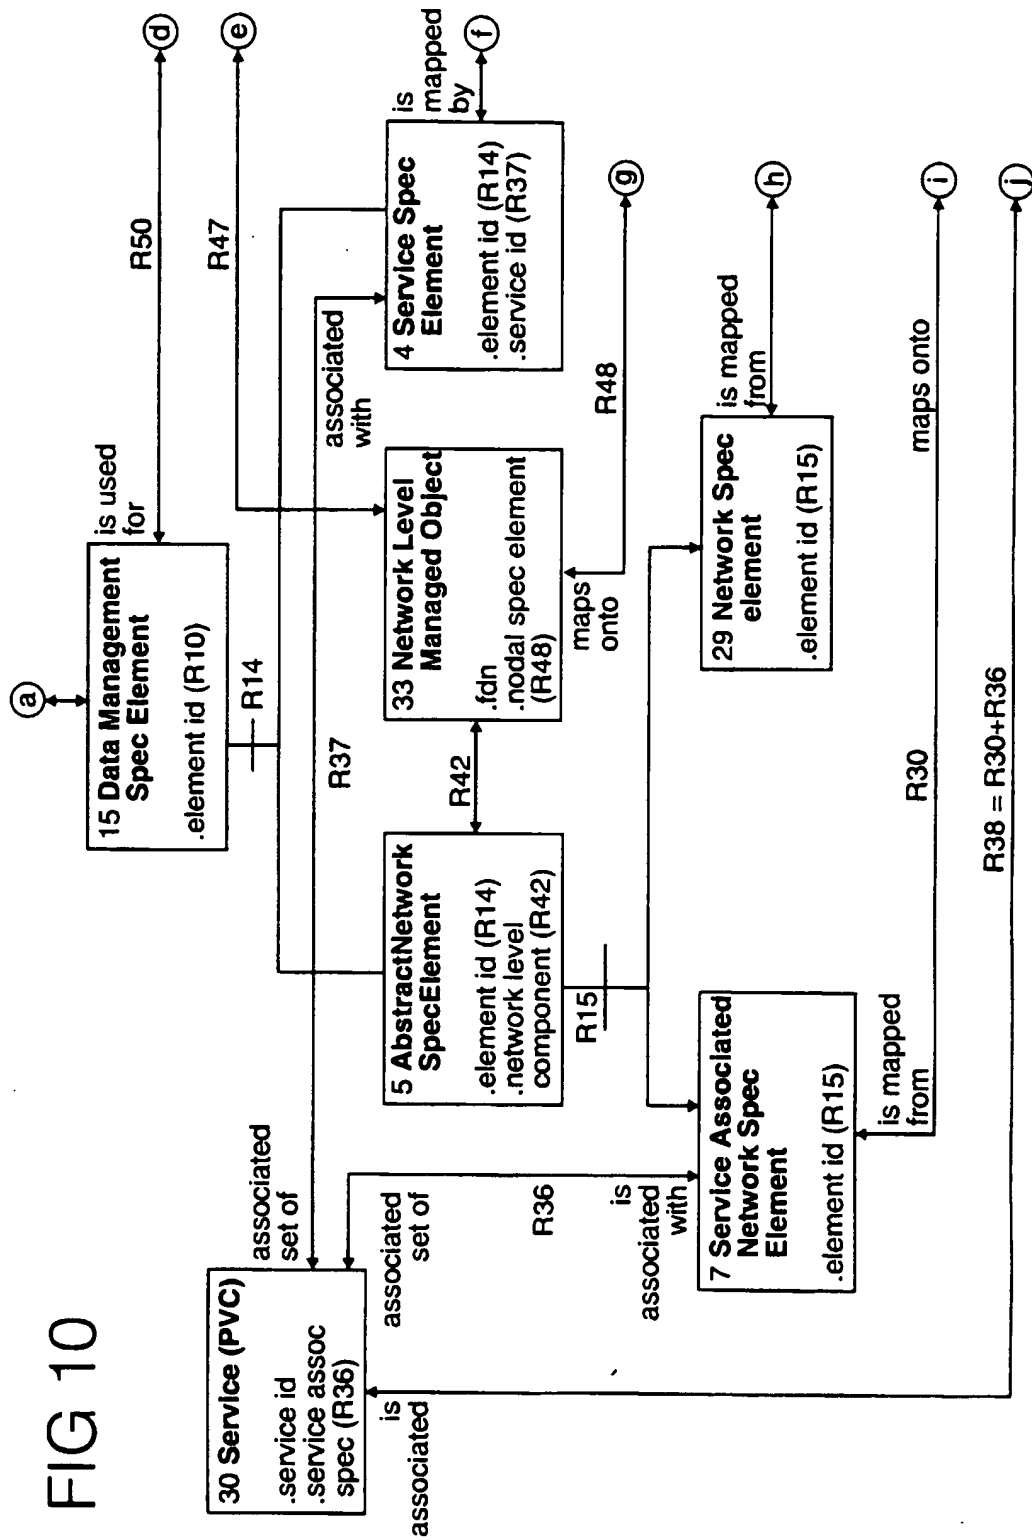 FIG 10
a
15 Data Management
Spec Element
.element id (R10)
is used
for
R50
d
R14
R47
e
30 Service (PVC)
.service id
.service assoc
spec (R36)
associated
set of
R37
associated
with
4 Service Spec
Element
.element id (R14)
.service id (R37)
is
mapped
by
f
5 AbstractNetwork
SpecElement
.element id (R14)
.network level
component (R42)
R42
33 Network Level
Managed Object
.fdn
.nodal spec element
(R48)
maps
onto
R48
g
is
associated
associated
set of
R36
is
associated
with
R15
7 Service Associated
Network Spec
Element
.element id (R15)
is mapped
from
29 Network Spec
element
.element id (R15)
is mapped
from
h
R30
maps onto
i
R38 = R30+R36
j